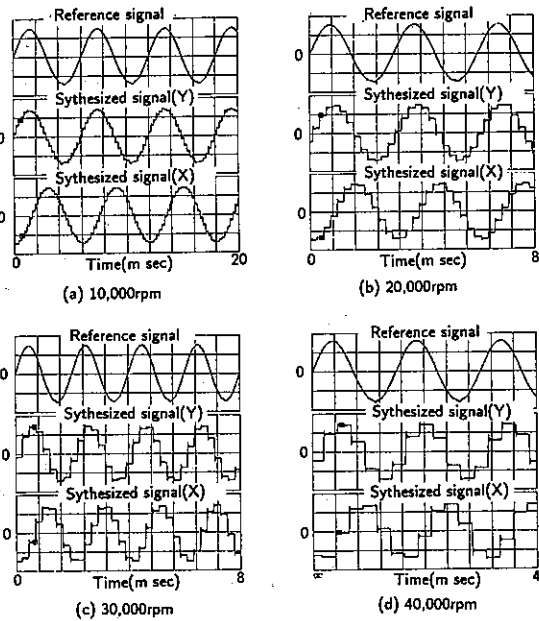 Reference signal
Sythesized signal(Y)
0
Sythesized signal(X)
0
0 Time(m sec) 20
(a) 10,000rpm
Reference signal
0
Sythesized signal(Y)
0
Sythesized signal(X)
0
0 Time(m sec) 8
(b) 20,000rpm
Reference signal
0
Sythesized signal(Y)
0
Sythesized signal(X)
0
0 Time(m sec) 8
(c) 30,000rpm
Reference signal
0
Sythesized signal(Y)
0
Sythesized signal(X)
0
Time(m sec) 4
(d) 40,000rpm